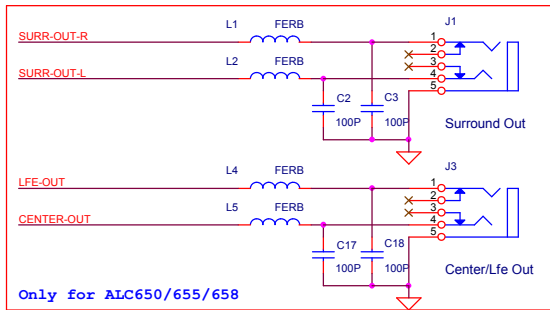 L1 FERB J1
SURR-OUT-R 1
2
3
SURR-OUT-L L2 FERB 4
5
C2 C3
100P 100P
Surround Out
L4 FERB J3
LFE-OUT 1
2
3
CENTER-OUT L5 FERB 4
5
C17 C18
100P 100P
Center/Lfe Out
Only for ALC650/655/658